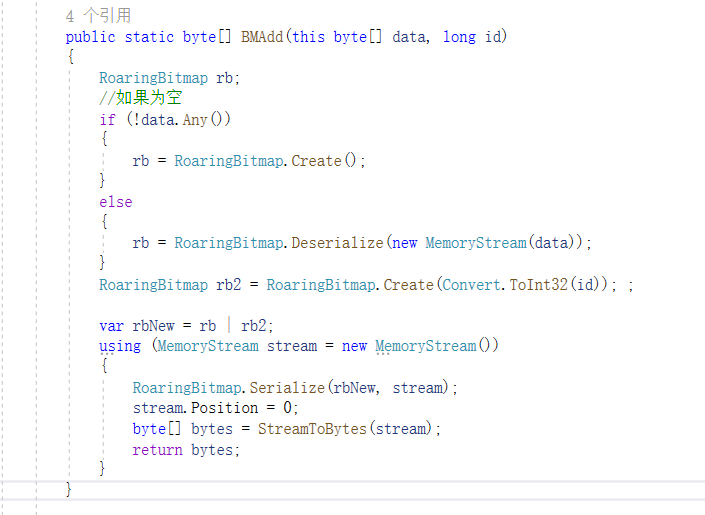 4 个引用
public static byte[] BMAdd(this byte[] data, long id)
{
RoaringBitmap rb;
//如果为空
if (!data.Any())
{
rb = RoaringBitmap.Create();
}
else
{
rb = RoaringBitmap.Deserialize(new MemoryStream(data));
}
RoaringBitmap rb2 = RoaringBitmap.Create(Convert.ToInt32(id)); ;
var rbNew = rb | rb2;
using (MemoryStream stream = new MemoryStream())
{
RoaringBitmap.Serialize(rbNew, stream);
stream.Position = 0;
byte[] bytes = StreamToBytes(stream);
return bytes;
}
}